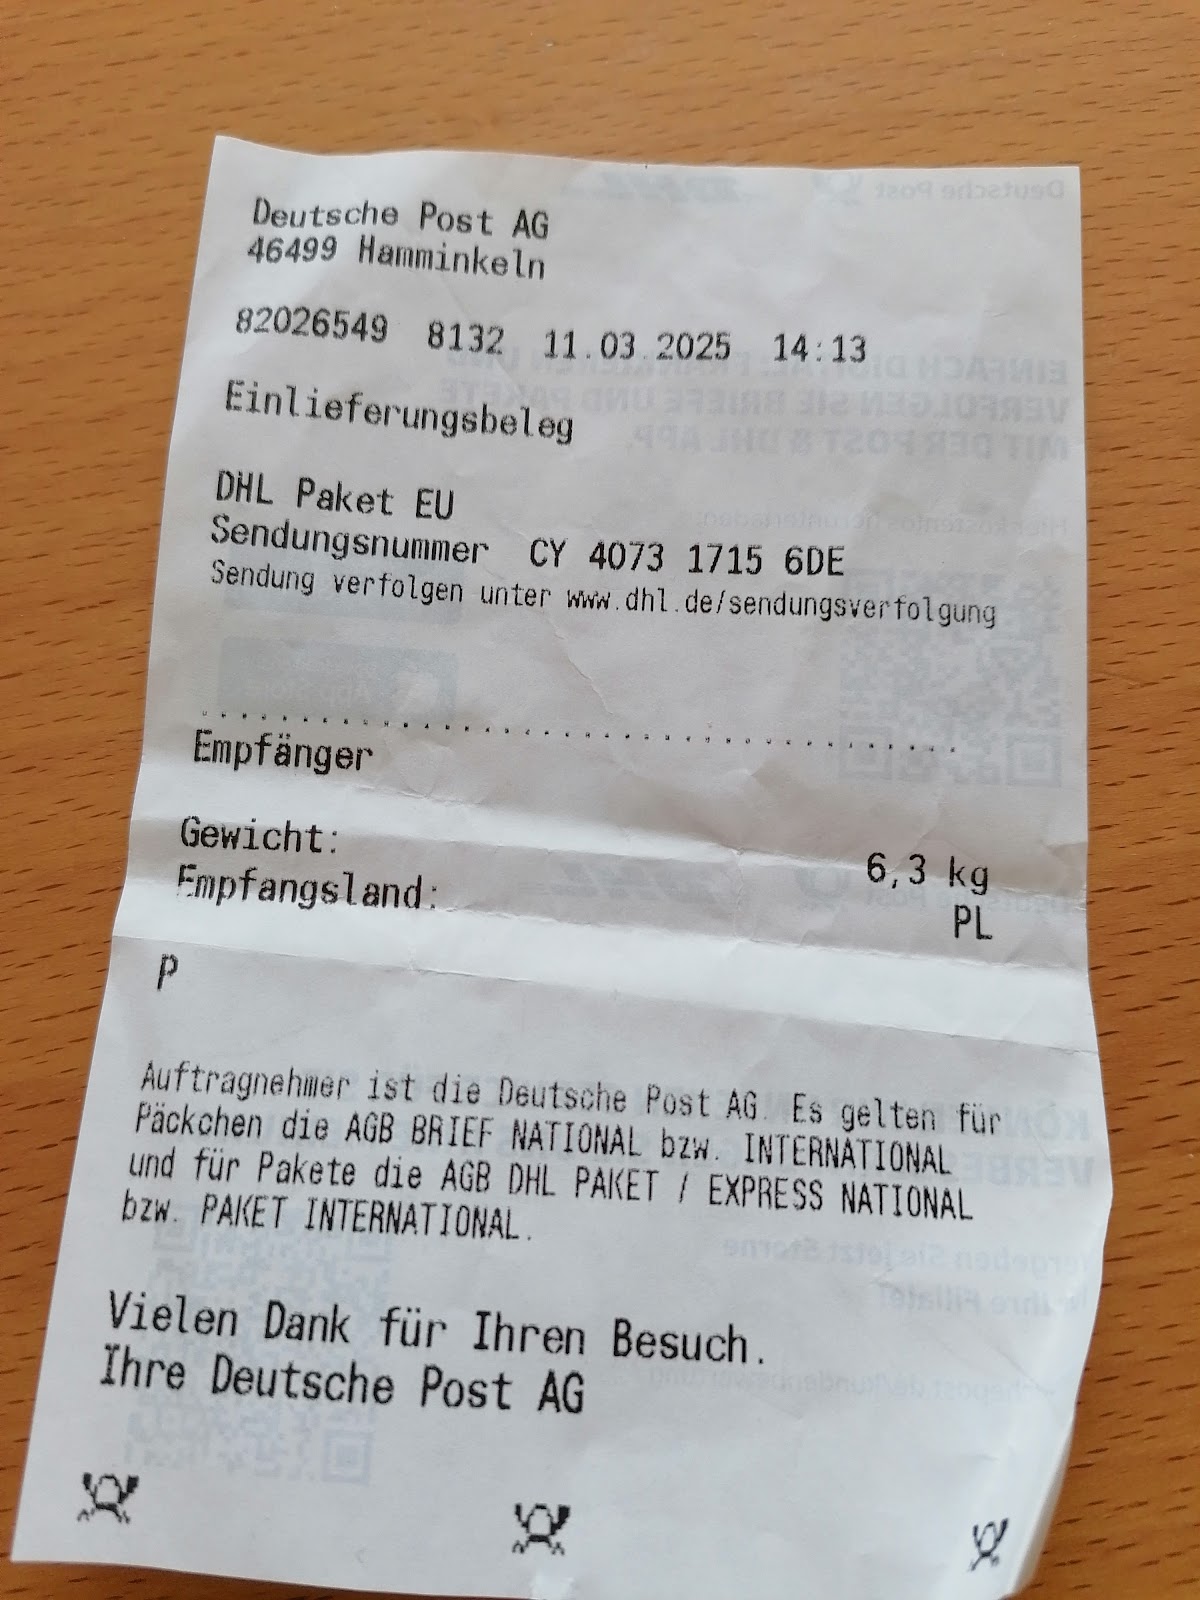 Deutsche Post AG
46499 Hamminkeln
82026549 8132 11.03.2025 14:13
Einlieferungsbeleg
DHL Paket EU
Sendungsnummer CY 4073 1715 6DE
Sendung verfolgen unter www.dhl.de/sendungsverfolgung
Empfänger
Gewicht: 6,3 kg
Empfangsland: PL
P
Auftragnehmer ist die Deutsche Post AG. Es gelten für
Päckchen die AGB BRIEF NATIONAL bzw. INTERNATIONAL
und für Pakete die AGB DHL PAKET / EXPRESS NATIONAL
bzw. PAKET INTERNATIONAL.
Vielen Dank für Ihren Besuch.
Ihre Deutsche Post AG